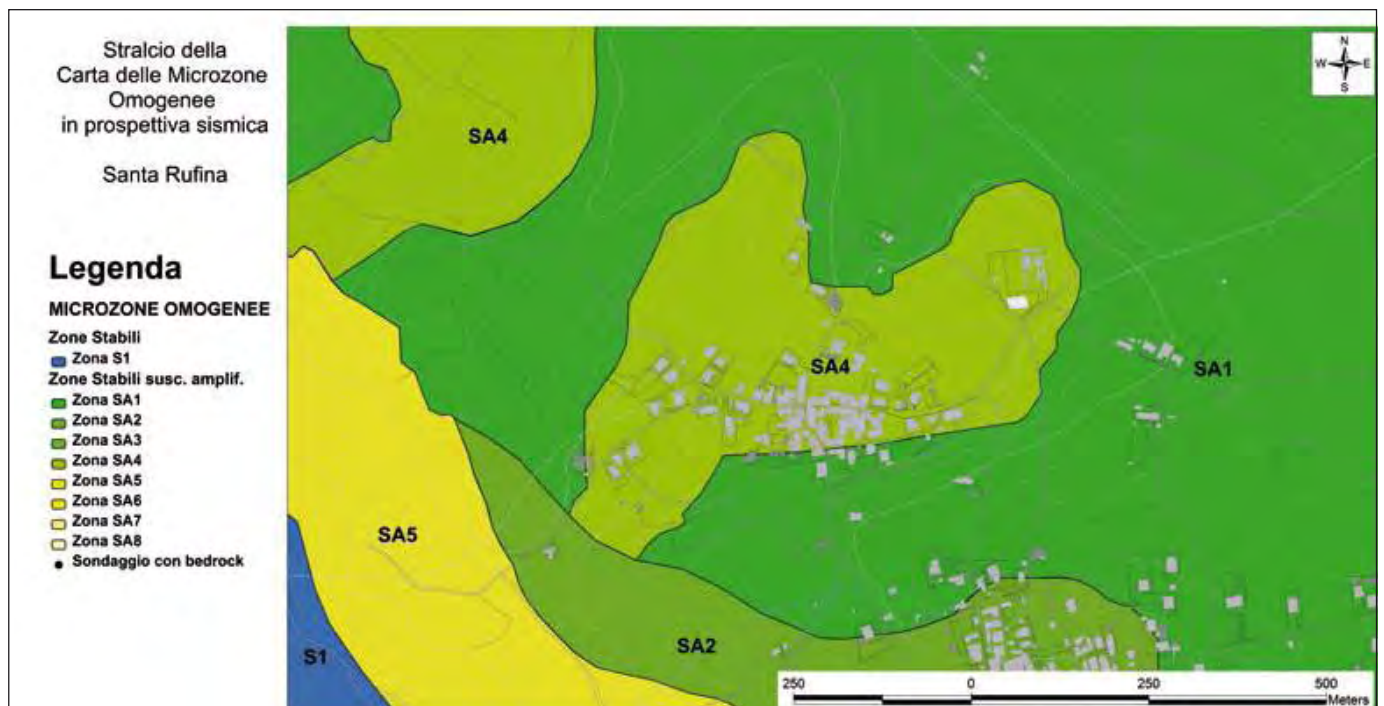 Stralcio della
Carta delle Microzone
Omogenee
in prospettiva sismica
Santa Rufina
Legenda
MICROZONE OMOGENEE
Zone Stabili
Zona S1
Zone Stabili susc. amplif.
Zona SA1
Zona SA2
Zona SA3
Zona SA4
Zona SA5
Zona SA6
Zona SA7
Zona SA8
Sondaggio con bedrock
N
W E
S
SA4
SA4
SA1
SA5
SA2
S1
250 0 250 500
Meters